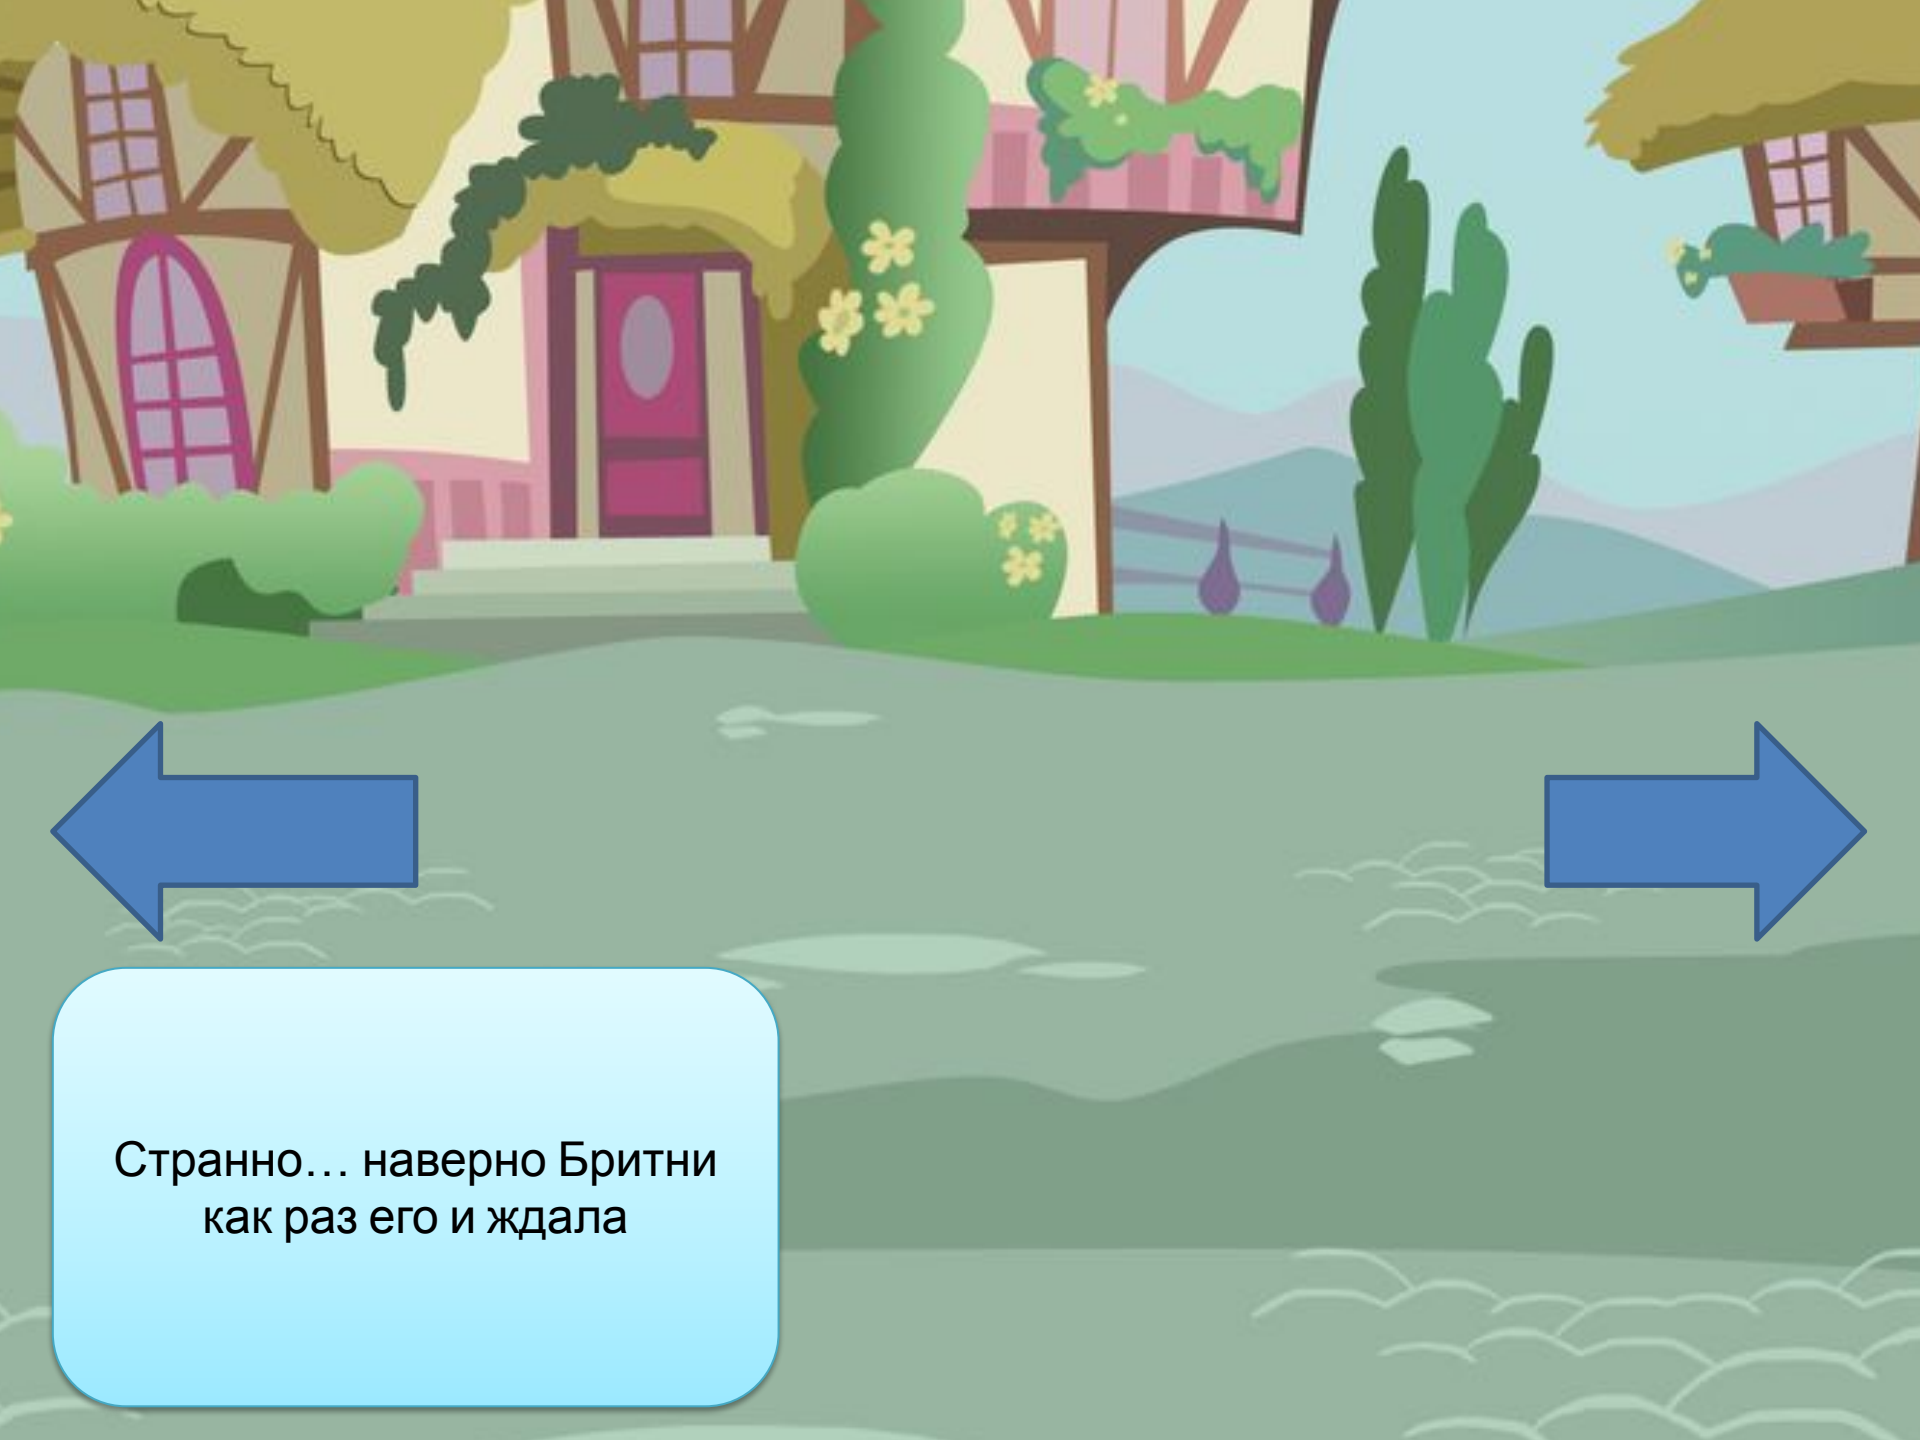 Странно… наверно Бритни
как раз его и ждала